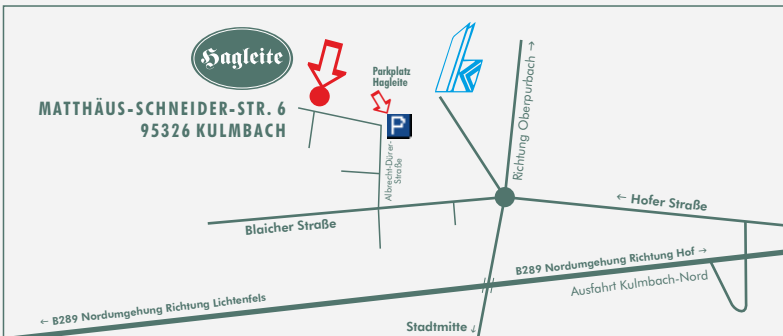 Hagleite
MATTHÄUS-SCHNEIDER-STR. 6
95326 KULMBACH
Parkplatz
Hagleite
P
Albrecht-Dürer-
Straße
Richtung Oberpurbach →
← Hofer Straße
Blaicher Straße
B289 Nordumgehung Richtung Hof →
Ausfahrt Kulmbach-Nord
← B289 Nordumgehung Richtung Lichtenfels
Stadtmitte ↓